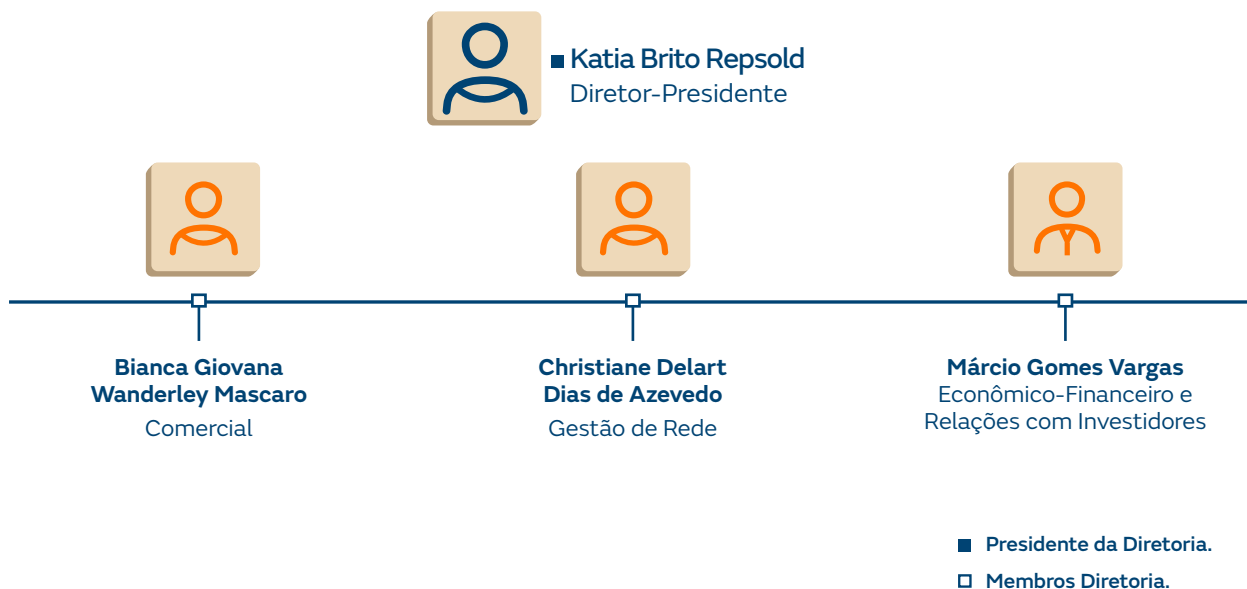 Katia Brito Repsold
Diretor-Presidente
Bianca Giovana
Wanderley Mascaro
Comercial
Christiane Delart
Dias de Azevedo
Gestão de Rede
Márcio Gomes Vargas
Econômico-Financeiro e
Relações com Investidores
Presidente da Diretoria.
Membros Diretoria.